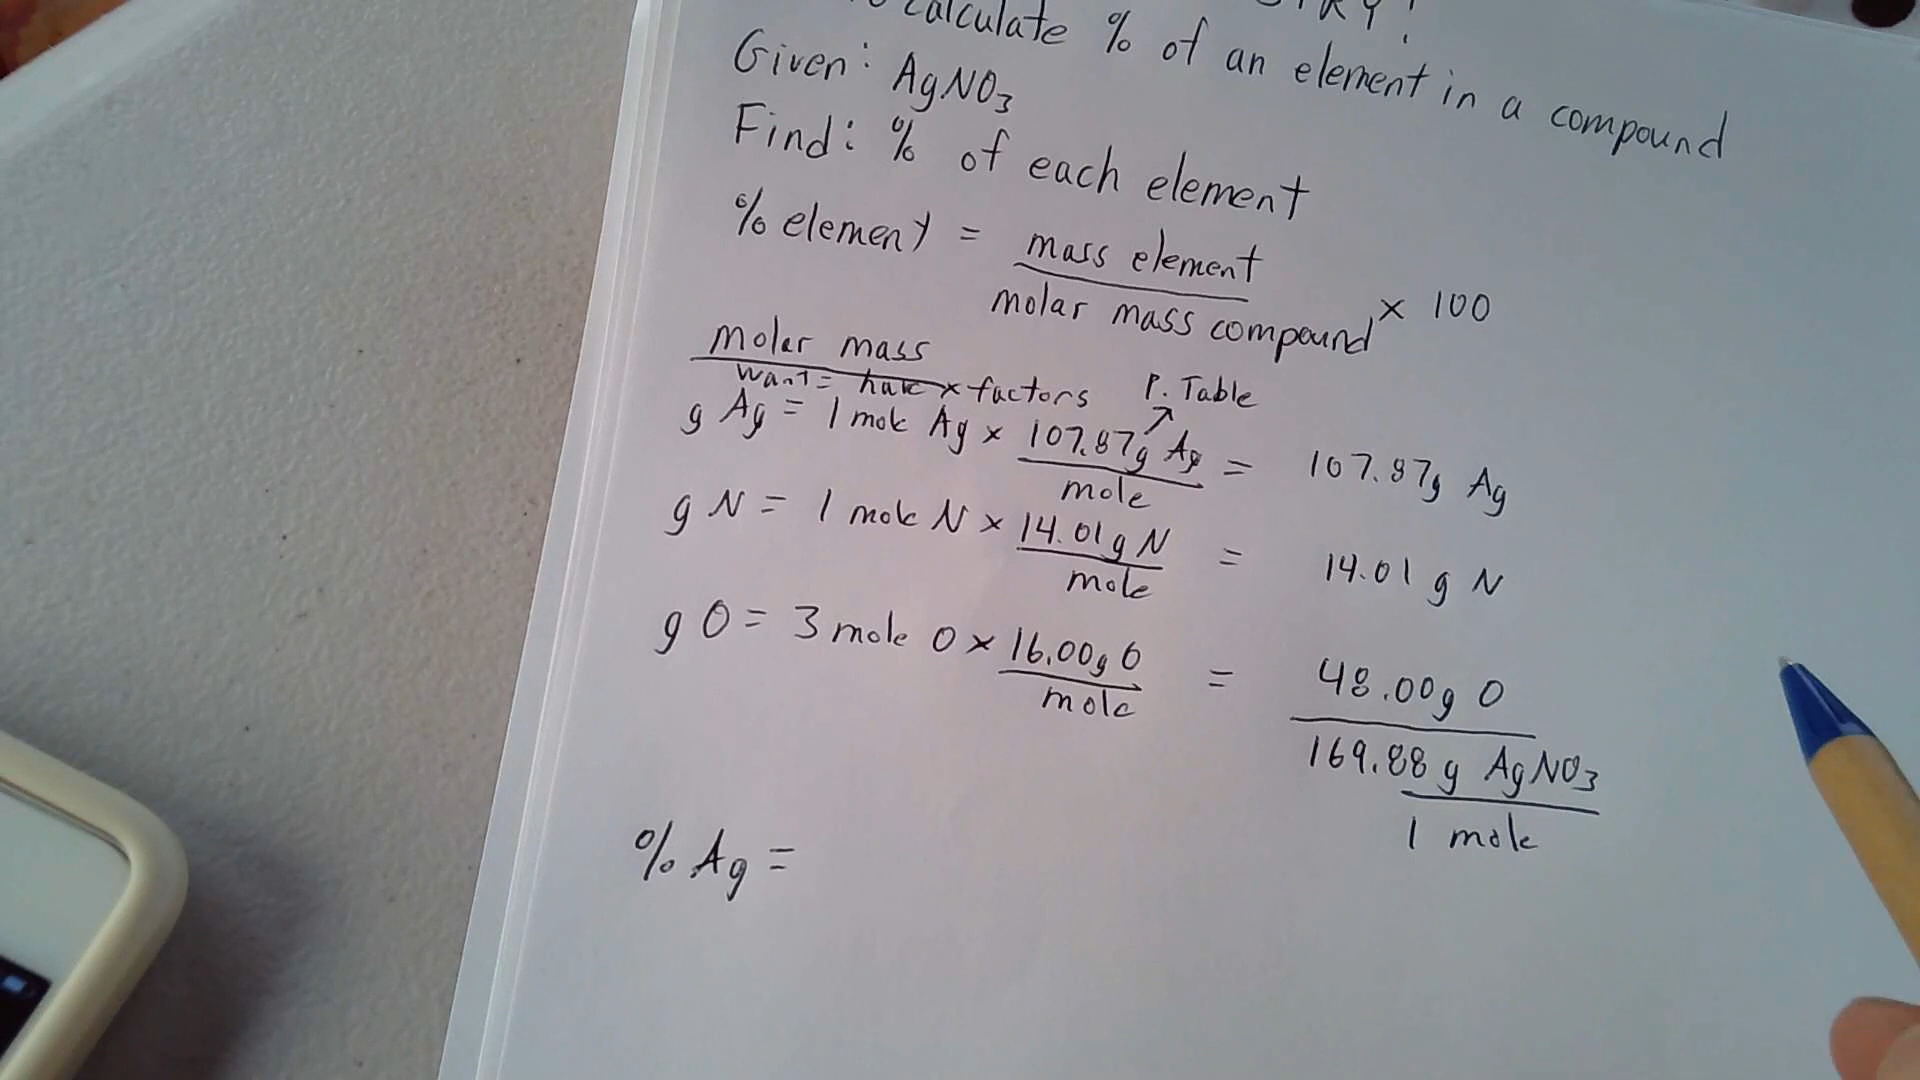 calculate % of an element in a compound
Given: AgNO3
Find: % of each element
% element = mass element / molar mass compound x 100
molar mass
want = have x factors P. Table
g Ag = 1 mole Ag x 107.87g Ag / mole = 107.87g Ag
g N = 1 mole N x 14.01 g N / mole = 14.01 g N
g O = 3 mole O x 16.00g O / mole = 48.00g O
169.88 g AgNO3 / 1 mole
% Ag =